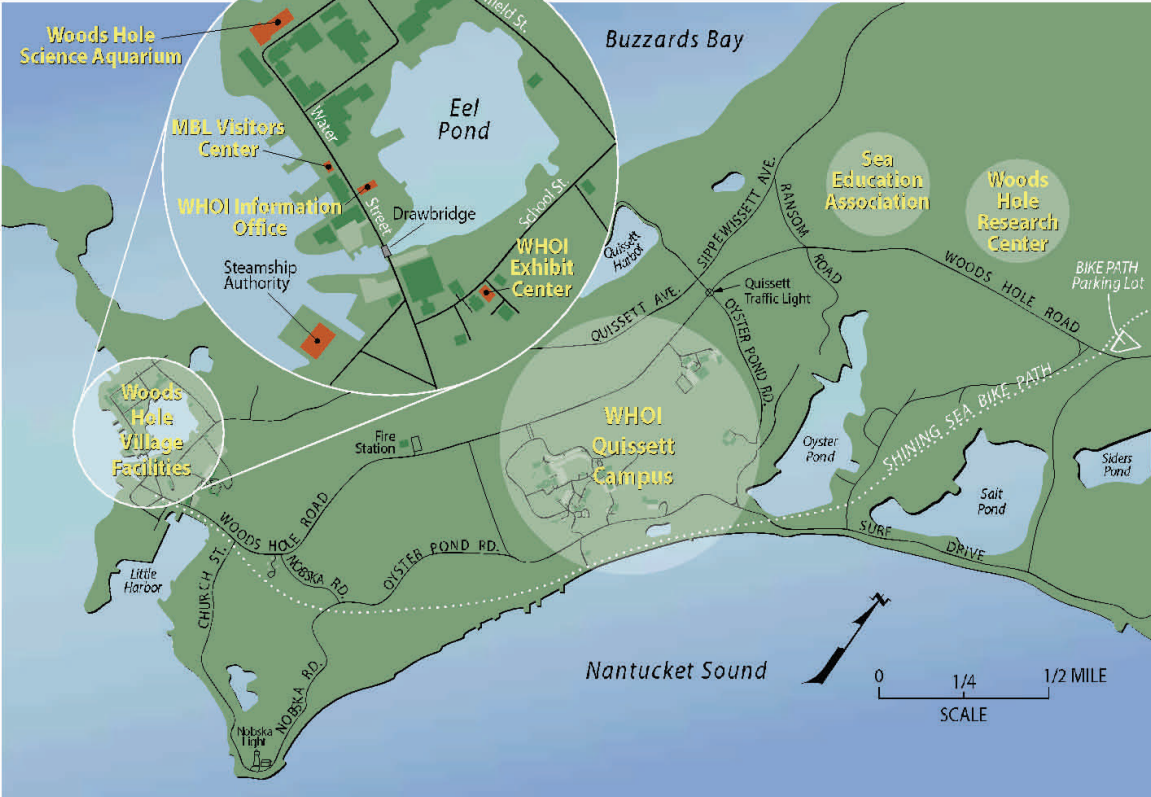 Woods Hole
Science Aquarium
field St.
Buzzards Bay
Eel
Pond
Water
Street
MBL Visitors
Center
WHOI Information
Office
Drawbridge
School St.
Steamship
Authority
WHOI
Exhibit
Center
Quissett
Harbor
SIPPEWISSETT AVE.
RANSOM
ROAD
Sea
Education
Association
Woods
Hole
Research
Center
WOODS HOLE ROAD
BIKE PATH
Parking Lot
Quissett
Traffic Light
QUISSETT AVE.
OYSTER POND RD.
SHINING SEA BIKE PATH
Woods
Hole
Village
Facilities
Fire
Station
WHOI
Quissett
Campus
Oyster
Pond
Salt
Pond
Siders
Pond
WOODS HOLE ROAD
SURF DRIVE
NOBSKA RD.
OYSTER POND RD.
CHURCH ST.
Little
Harbor
NOBSKA RD.
Nobska
Light
Nantucket Sound
N
0
1/4
1/2 MILE
SCALE